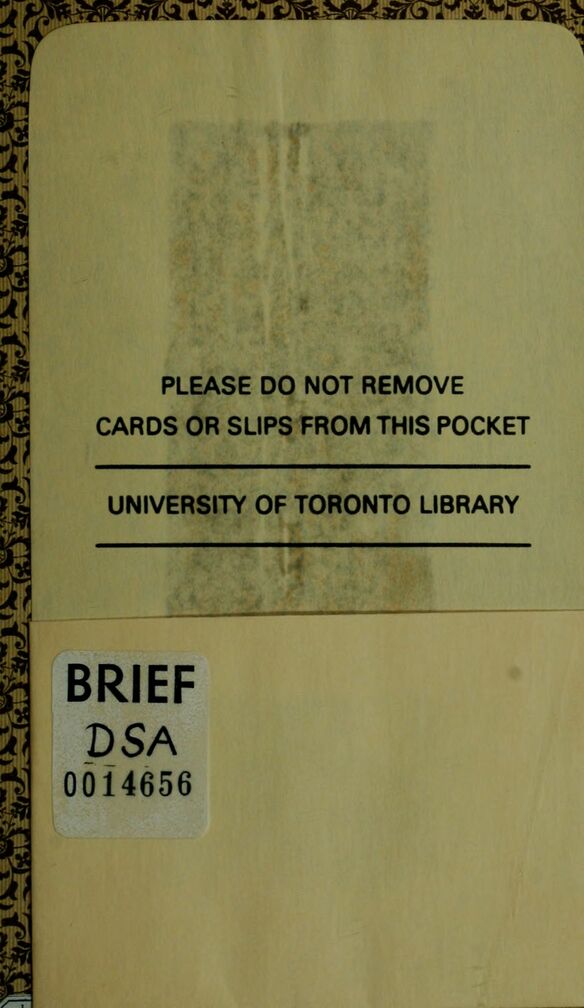 PLEASE DO NOT REMOVE
CARDS OR SLIPS FROM THIS POCKET
UNIVERSITY OF TORONTO LIBRARY
BRIEF
DSA
0014656